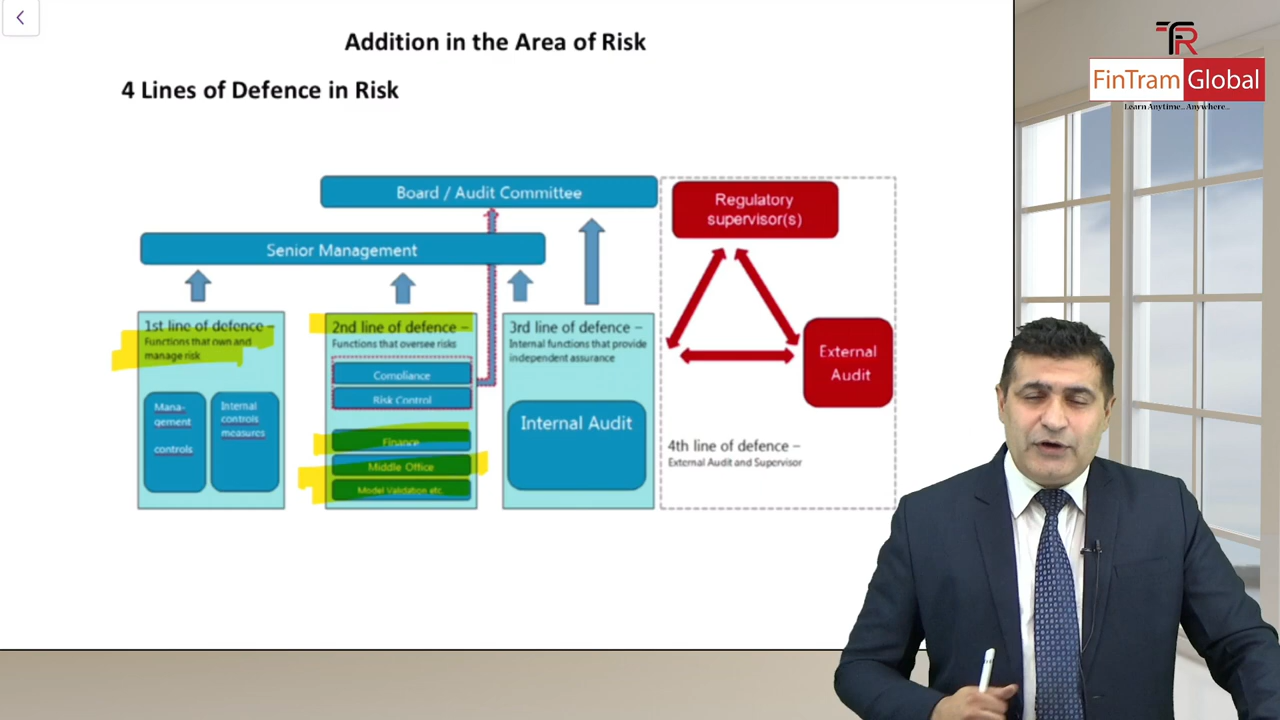 Addition in the Area of Risk
4 Lines of Defence in Risk
Board / Audit Committee
Senior Management
1st line of defence –
Functions that own and
manage risk
Mana-
gement
controls
Internal
controls
measures
2nd line of defence –
Functions that oversee risks
Compliance
Risk Control
Finance
Middle Office
Model Validation etc.
3rd line of defence –
Internal functions that provide
independent assurance
Internal Audit
Regulatory
supervisor(s)
External
Audit
4th line of defence –
External Audit and Supervisor
TR
FinTram Global
Learn Anytime.. Anywhere..